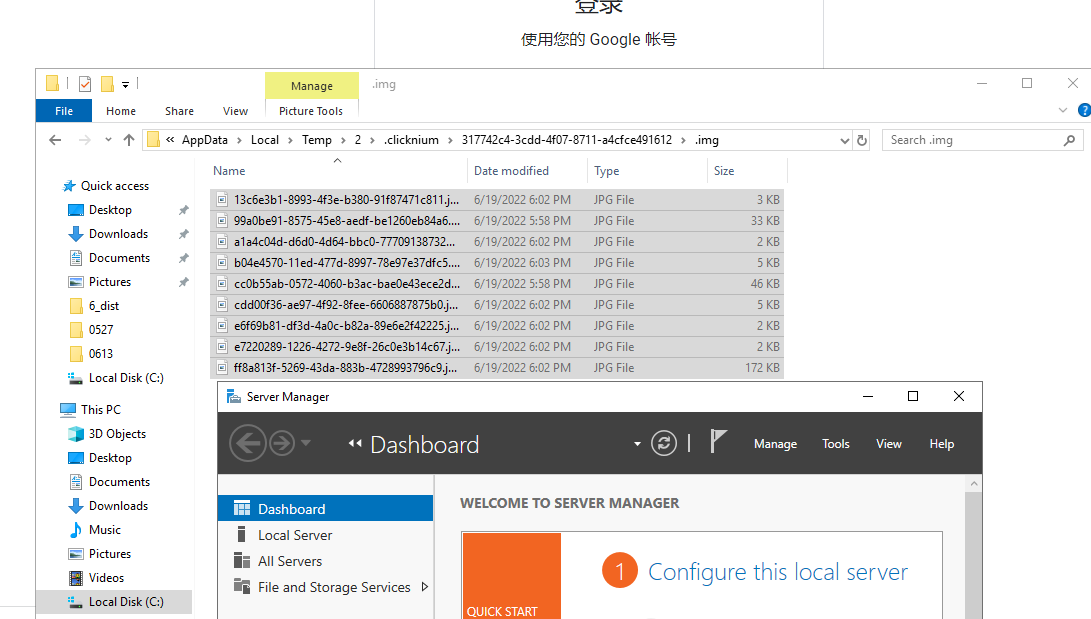 登录
使用您的 Google 帐号
Manage
.img
File
Home
Share
View
Picture Tools
« AppData › Local › Temp › 2 › .clicknium › 317742c4-3cdd-4f07-8711-a4cfce491612 › .img
Search .img
Name
Date modified
Type
Size
13c6e3b1-8993-4f3e-b380-91f87471c811.j... 6/19/2022 6:02 PM JPG File 3 KB
99a0be91-8575-45e8-aedf-be1260eb84a6.... 6/19/2022 5:58 PM JPG File 33 KB
a1a4c04d-d6d0-4d64-bbc0-77709138732... 6/19/2022 6:02 PM JPG File 2 KB
b04e4570-11ed-477d-8997-78e97e37dfc5.... 6/19/2022 6:03 PM JPG File 5 KB
cc0b55ab-0572-4060-b3ac-bae0e43ece2d... 6/19/2022 5:58 PM JPG File 46 KB
cdd00f36-ae97-4f92-8fee-6606887875b0.j... 6/19/2022 6:02 PM JPG File 5 KB
e6f69b81-df3d-4a0c-b82a-89e6e2f42225.j... 6/19/2022 6:02 PM JPG File 2 KB
e7220289-1226-4272-9e8f-26c0e3b14c67.j... 6/19/2022 6:02 PM JPG File 2 KB
ff8a813f-5269-43da-883b-4728993796c9.j... 6/19/2022 6:02 PM JPG File 172 KB
Quick access
Desktop
Downloads
Documents
Pictures
6_dist
0527
0613
Local Disk (C:)
This PC
3D Objects
Desktop
Documents
Downloads
Music
Pictures
Videos
Local Disk (C:)
Server Manager
Dashboard
Manage
Tools
View
Help
Dashboard
Local Server
All Servers
File and Storage Services
WELCOME TO SERVER MANAGER
QUICK START
1 Configure this local server